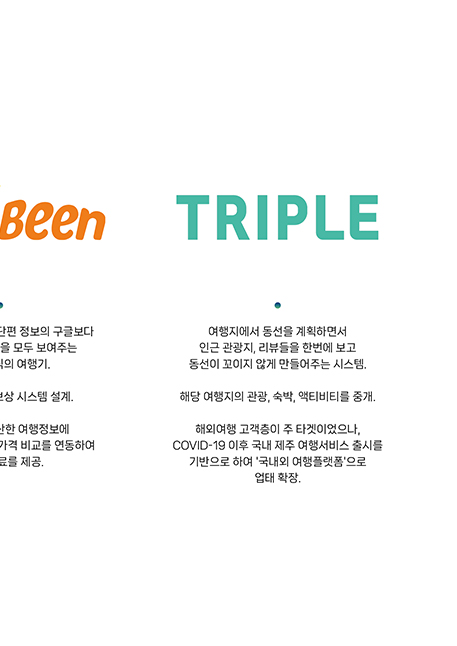 Been
단편 정보의 구글보다
을 모두 보여주는
의 여행기.
보상 시스템 설계.
한 여행정보에
가격 비교를 연동하여
료를 제공.
TRIPLE
여행지에서 동선을 계획하면서
인근 관광지, 리뷰들을 한번에 보고
동선이 꼬이지 않게 만들어주는 시스템.
해당 여행지의 관광, 숙박, 액티비티를 중개.
해외여행 고객층이 주 타겟이었으나,
COVID-19 이후 국내 제주 여행서비스 출시를
기반으로 하여 '국내외 여행플랫폼'으로
업태 확장.